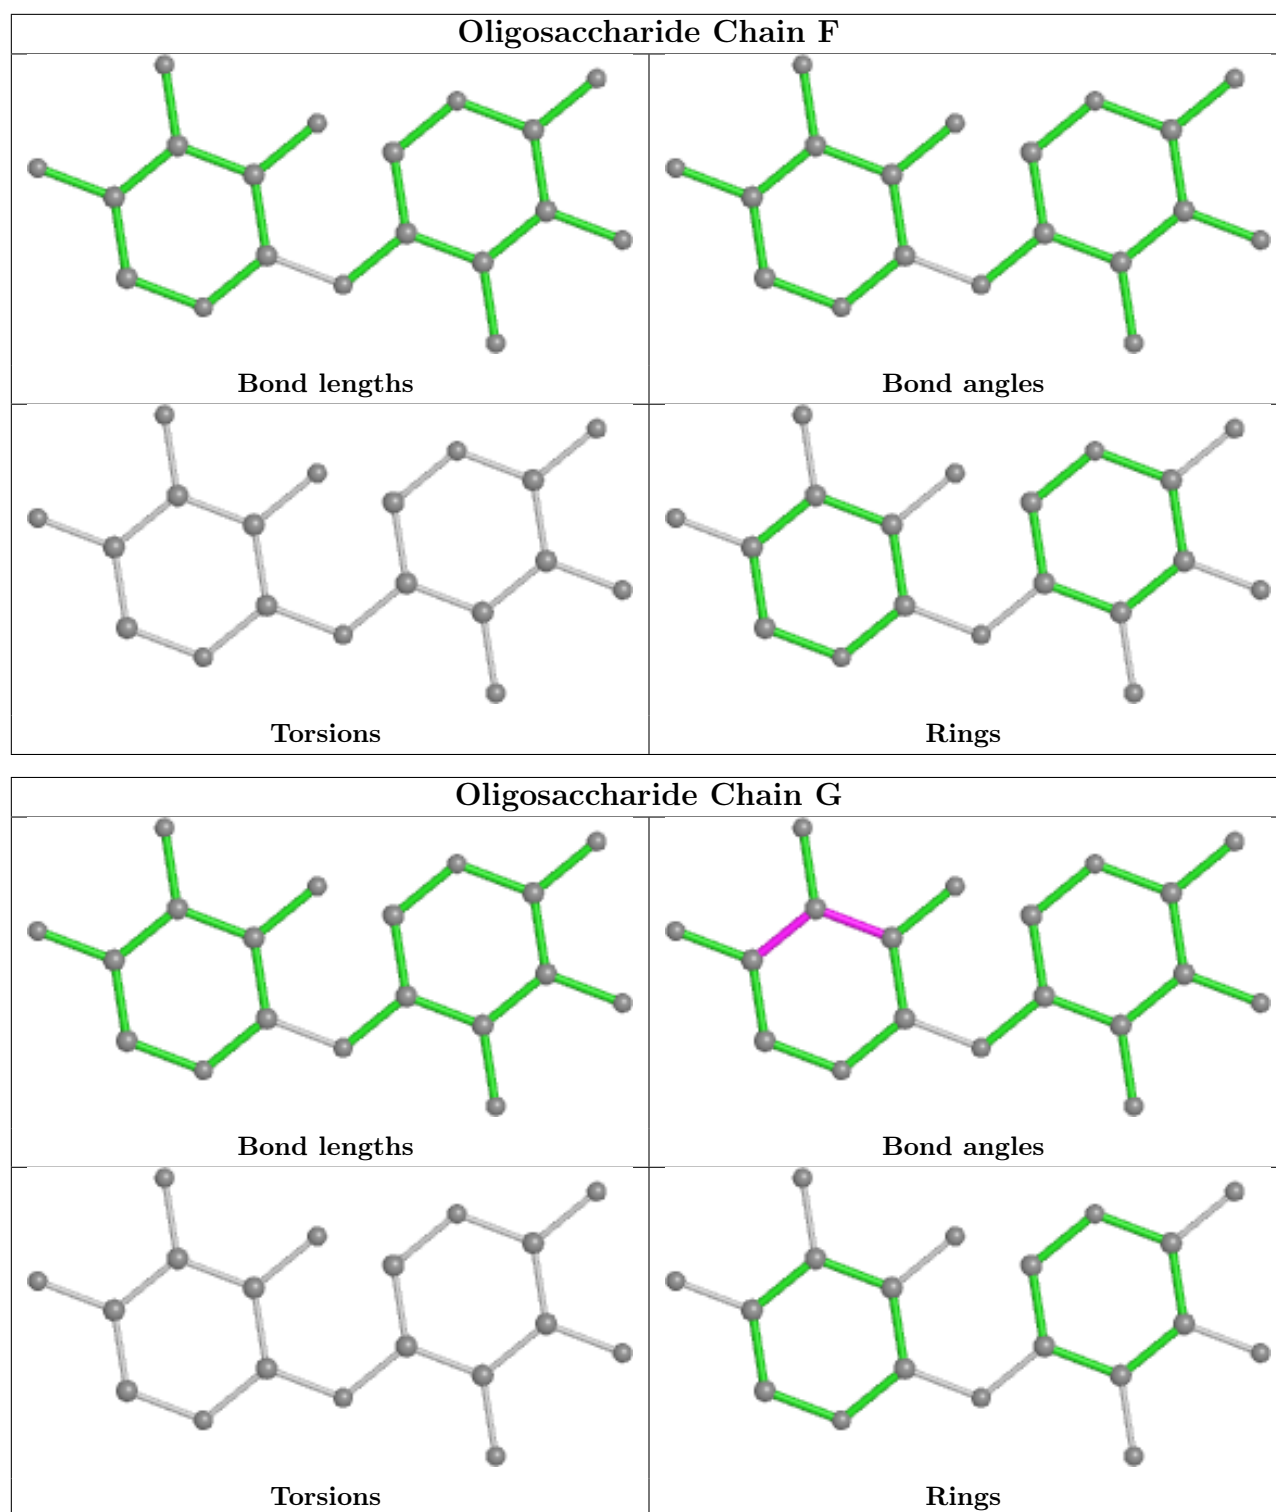 Oligosaccharide Chain F
Bond lengths
Bond angles
Torsions
Rings
Oligosaccharide Chain G
Bond lengths
Bond angles
Torsions
Rings